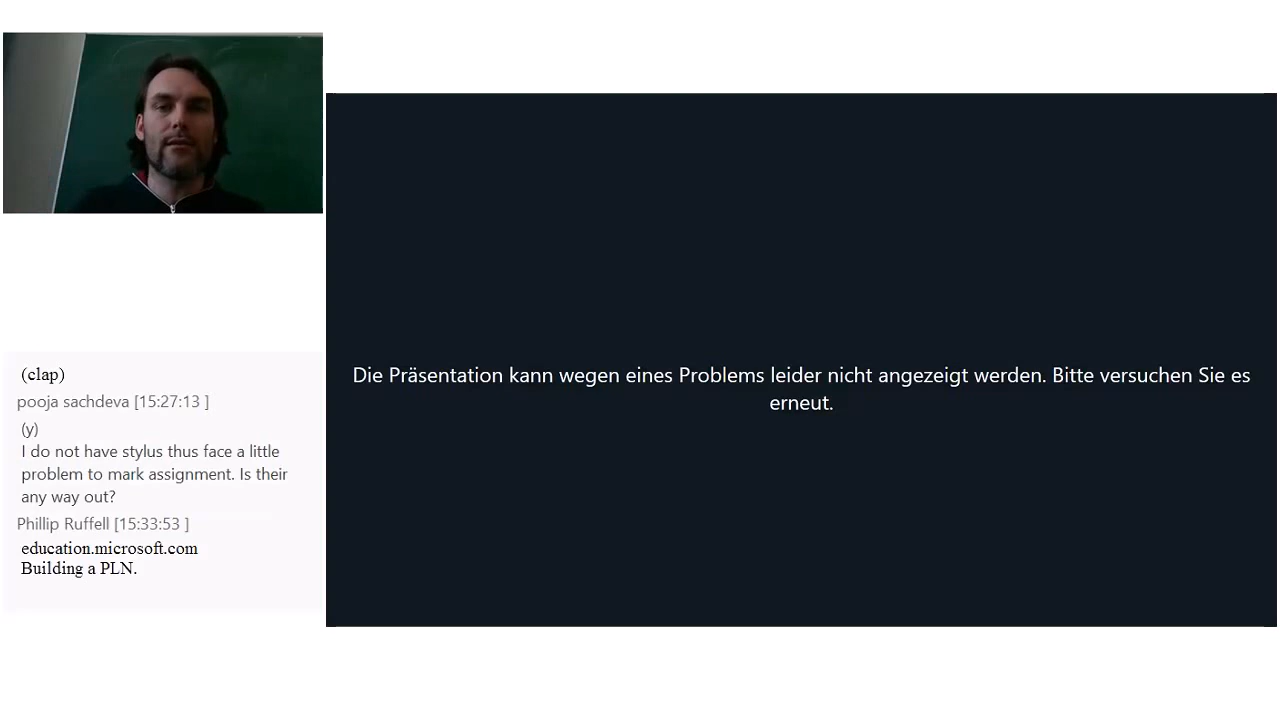 (clap)
pooja sachdeva [15:27:13 ]
(y)
I do not have stylus thus face a little
problem to mark assignment. Is their
any way out?
Phillip Ruffell [15:33:53 ]
education.microsoft.com
Building a PLN.
Die Präsentation kann wegen eines Problems leider nicht angezeigt werden. Bitte versuchen Sie es
erneut.